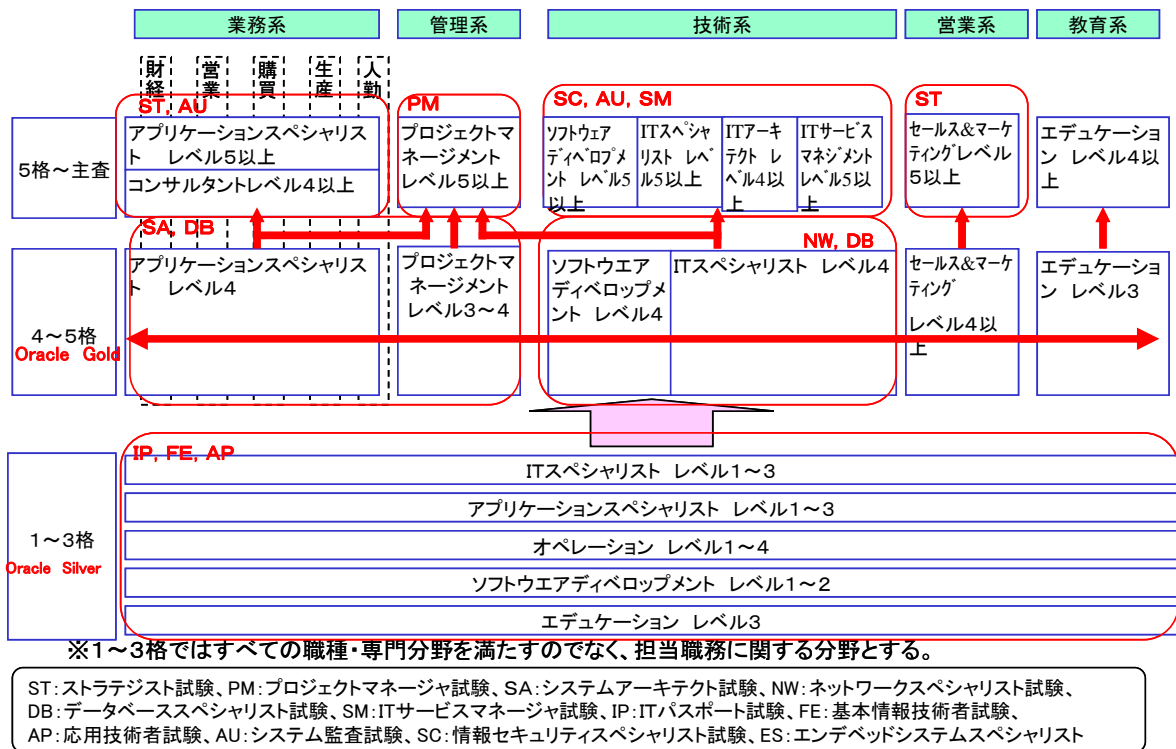 業務系
管理系
技術系
営業系
教育系
財経
営業
購買
生産
人勤
5格～主査
ST, AU
アプリケーションスペシャリス
ト　レベル5以上
コンサルタントレベル4以上
PM
プロジェクトマ
ネージメント
レベル5以上
SC, AU, SM
ソフトウェア
ディベロプメ
ント レベル5
以上
ITスペシャ
リスト レベ
ル5以上
ITアーキ
テクト レ
ベル4以
上
ITサービス
マネジメント
レベル5以
上
ST
セールス&マーケ
ティングレベル
5以上
エデュケーショ
ン レベル4以
上
4～5格
Oracle Gold
SA, DB
アプリケーションスペシャリス
ト　レベル4
プロジェクトマ
ネージメント
レベル3～4
NW, DB
ソフトウエア
ディベロップメ
ント レベル4
ITスペシャリスト レベル4
セールス&マーケ
ティング
レベル4以
上
エデュケーショ
ン レベル3
1～3格
Oracle Silver
IP, FE, AP
ITスペシャリスト レベル1～3
アプリケーションスペシャリスト レベル1～3
オペレーション レベル1～4
ソフトウエアディベロップメント レベル1～2
エデュケーション レベル3
※1～3格ではすべての職種・専門分野を満たすのでなく、担当職務に関する分野とする。
ST:ストラテジスト試験、PM:プロジェクトマネージャ試験、SA:システムアーキテクト試験、NW:ネットワークスペシャリスト試験、
DB:データベーススペシャリスト試験、SM:ITサービスマネージャ試験、IP:ITパスポート試験、FE:基本情報技術者試験、
AP:応用技術者試験、AU:システム監査試験、SC:情報セキュリティスペシャリスト試験、ES:エンデベッドシステムスペシャリスト